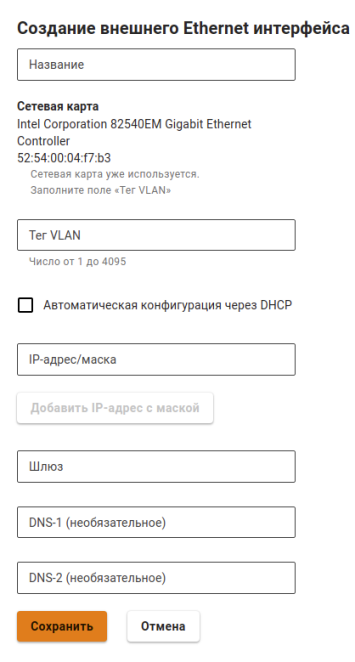 Создание внешнего Ethernet интерфейса
Название
Сетевая карта
Intel Corporation 82540EM Gigabit Ethernet
Controller
52:54:00:04:f7:b3
Сетевая карта уже используется.
Заполните поле «Тег VLAN»
Тег VLAN
Число от 1 до 4095
Автоматическая конфигурация через DHCP
IP-адрес/маска
Добавить IP-адрес с маской
Шлюз
DNS-1 (необязательное)
DNS-2 (необязательное)
Сохранить
Отмена